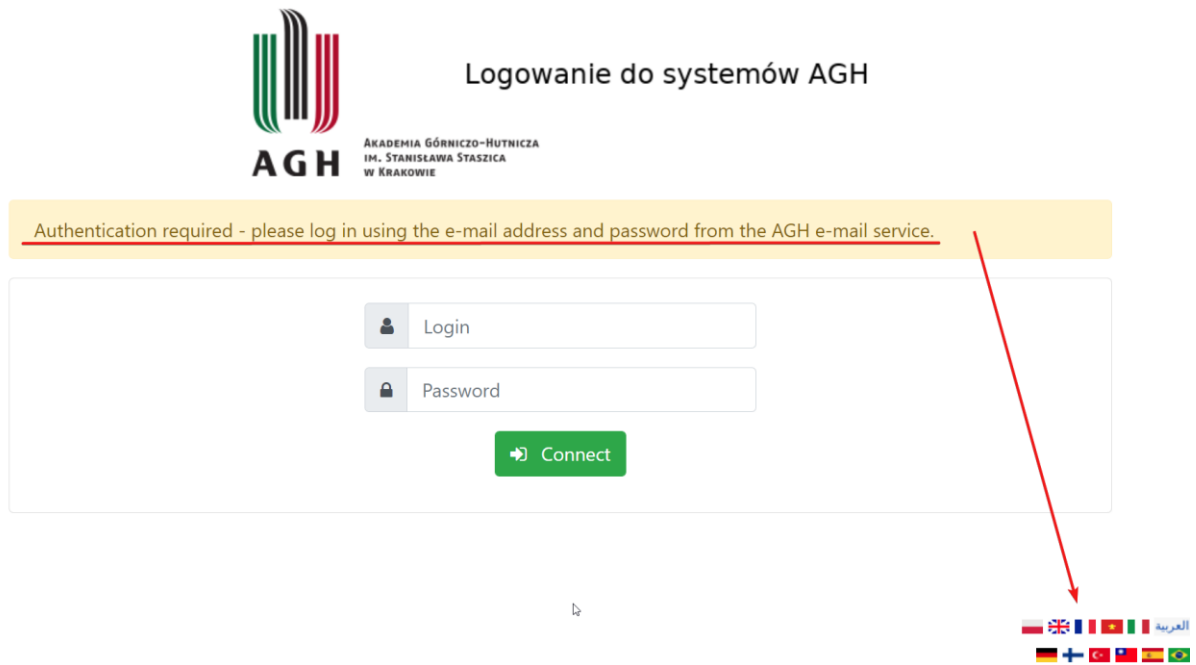 Logowanie do systemów AGH
AGH
AKADEMIA GÓRNICZO-HUTNICZA
IM. STANISŁAWA STASZICA
W KRAKOWIE
Authentication required - please log in using the e-mail address and password from the AGH e-mail service.
Login
Password
Connect
العربية